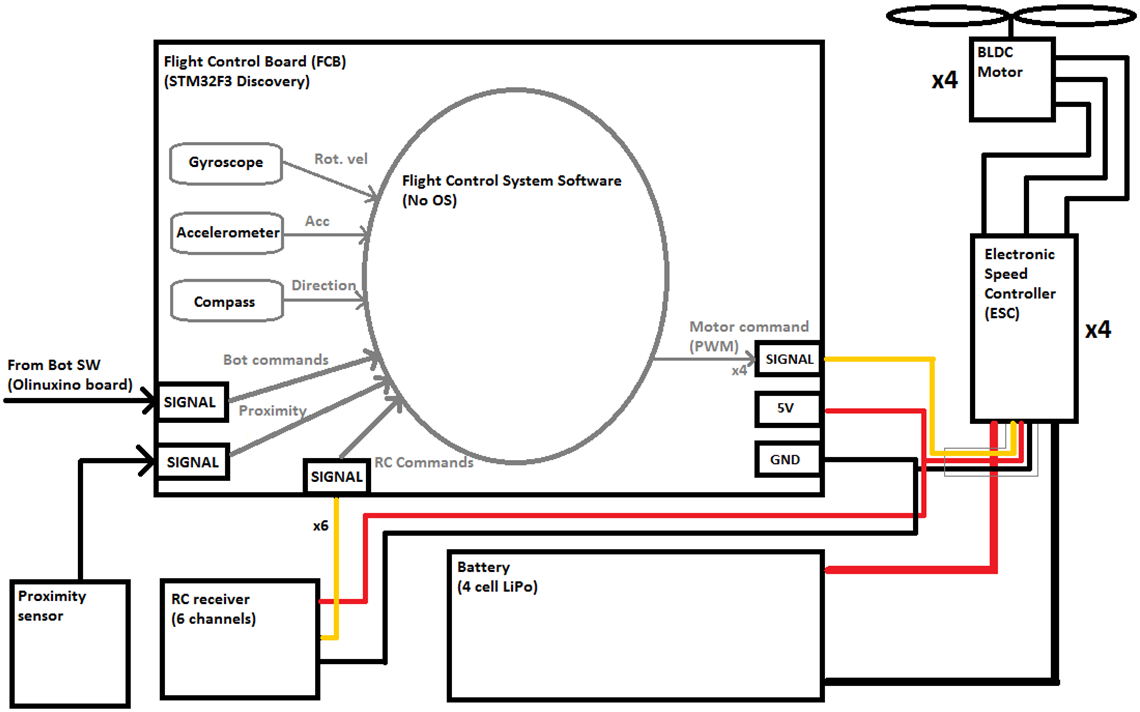 Flight Control Board (FCB)
(STM32F3 Discovery)
Gyroscope
Rot. vel
Accelerometer
Acc
Compass
Direction
Flight Control System Software
(No OS)
Bot commands
Proximity
RC Commands
Motor command
(PWM)
x4
SIGNAL
5V
GND
From Bot SW
(Olinuxino board)
SIGNAL
SIGNAL
SIGNAL
x6
Proximity
sensor
RC receiver
(6 channels)
Battery
(4 cell LiPo)
BLDC
Motor
x4
Electronic
Speed
Controller
(ESC)
x4